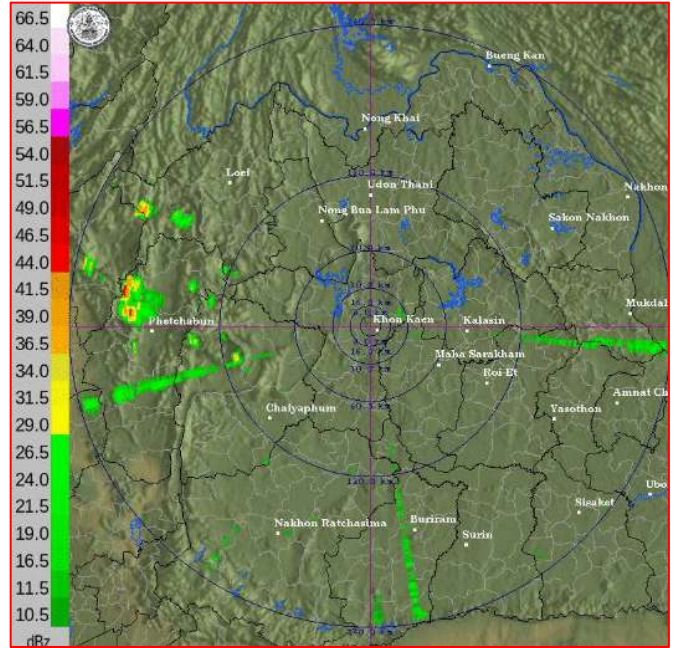 66.5
64.0
61.5
59.0
56.5
54.0
51.5
49.0
46.5
44.0
41.5
39.0
36.5
34.0
31.5
29.0
26.5
24.0
21.5
19.0
16.5
14.0
11.5
10.5
dBz
Bueng Kan
Nong Khai
Loei
Udon Thani
Nakhon
Nong Bua Lam Phu
Sakon Nakhon
Mukdah
Phetchabun
Khon Kaen
Kalasin
Maha Sarakham
Roi Et
Amnat Ch
Chaiyaphum
Yasothon
Ubo
Sisaket
Nakhon Ratchasima
Buriram
Surin